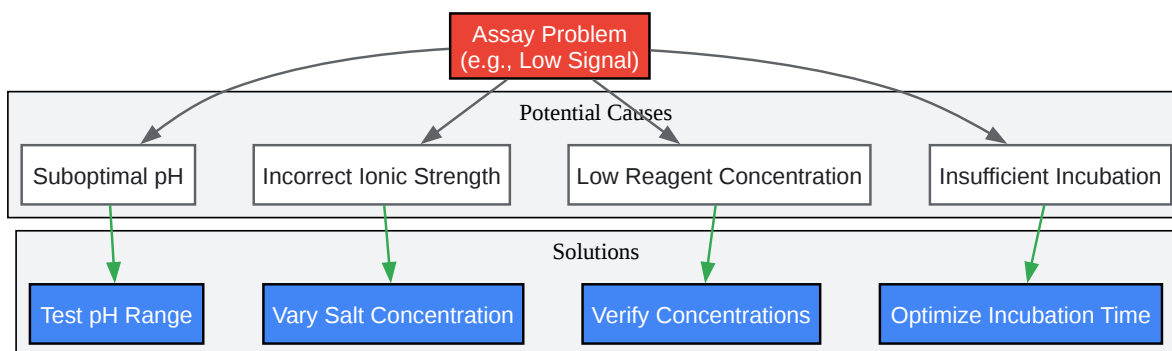 Assay Problem
(e.g., Low Signal)
Potential Causes
Suboptimal pH
Incorrect Ionic Strength
Low Reagent Concentration
Insufficient Incubation
Solutions
Test pH Range
Vary Salt Concentration
Verify Concentrations
Optimize Incubation Time